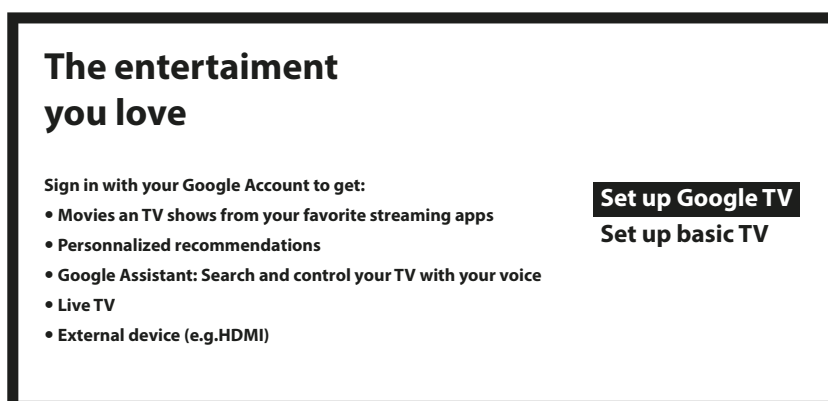 The entertaiment
you love
Sign in with your Google Account to get:
• Movies an TV shows from your favorite streaming apps
• Personnalized recommendations
• Google Assistant: Search and control your TV with your voice
• Live TV
• External device (e.g.HDMI)
Set up Google TV
Set up basic TV